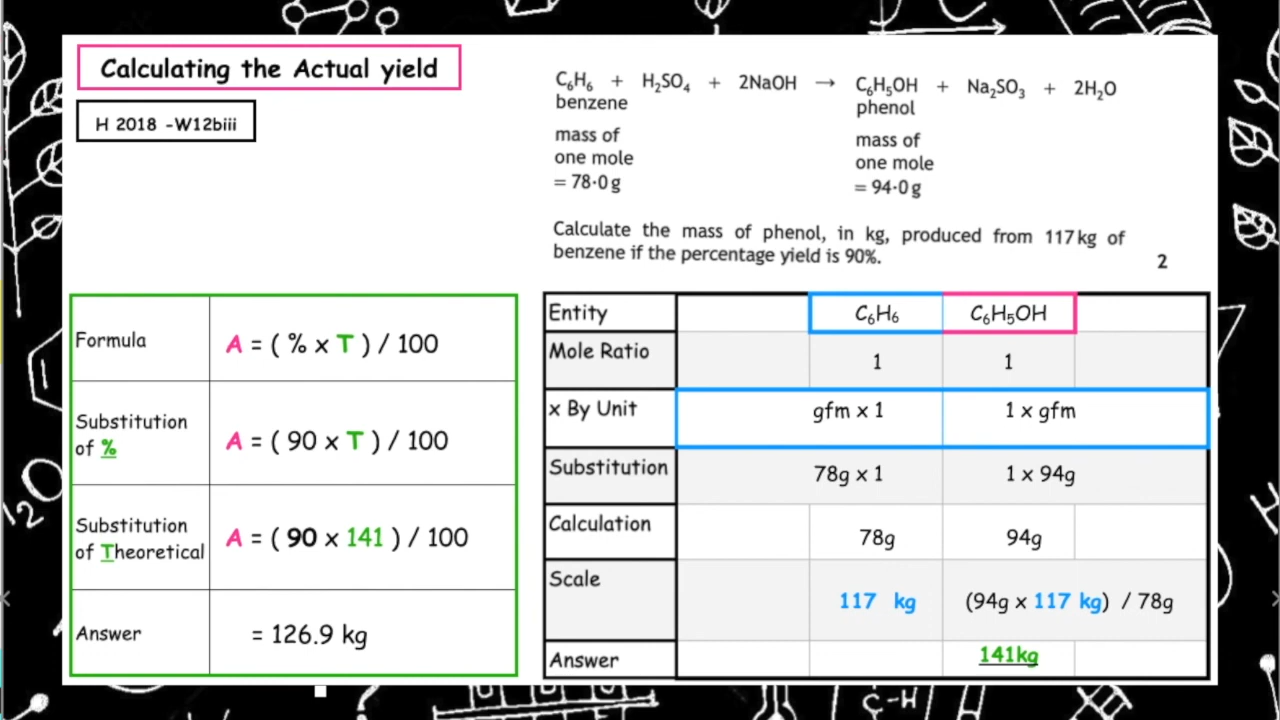 Calculating the Actual yield
H 2018 -W12biii
C₆H₆ + H₂SO₄ + 2NaOH → C₆H₅OH + Na₂SO₃ + 2H₂O
benzene phenol
mass of mass of
one mole one mole
= 78·0 g = 94·0 g
Calculate the mass of phenol, in kg, produced from 117 kg of
benzene if the percentage yield is 90%.
2
Formula A = ( % x T ) / 100
Substitution
of % A = ( 90 x T ) / 100
Substitution
of Theoretical A = ( 90 x 141 ) / 100
Answer = 126.9 kg
Entity C₆H₆ C₆H₅OH
Mole Ratio 1 1
x By Unit gfm x 1 1 x gfm
Substitution 78g x 1 1 x 94g
Calculation 78g 94g
Scale 117 kg (94g x 117 kg) / 78g
Answer 141kg
H₂O
C-H